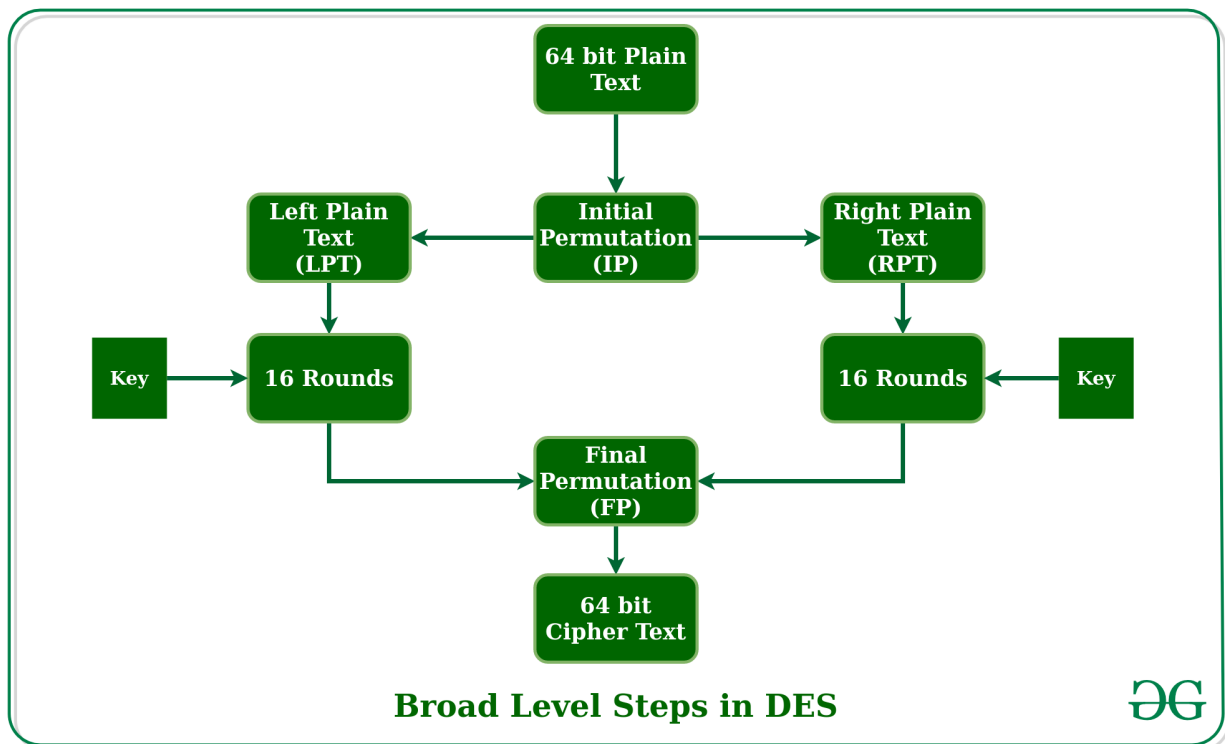 64 bit Plain
Text
Left Plain
Text
(LPT)
Initial
Permutation
(IP)
Right Plain
Text
(RPT)
Key
16 Rounds
16 Rounds
Key
Final
Permutation
(FP)
64 bit
Cipher Text
Broad Level Steps in DES